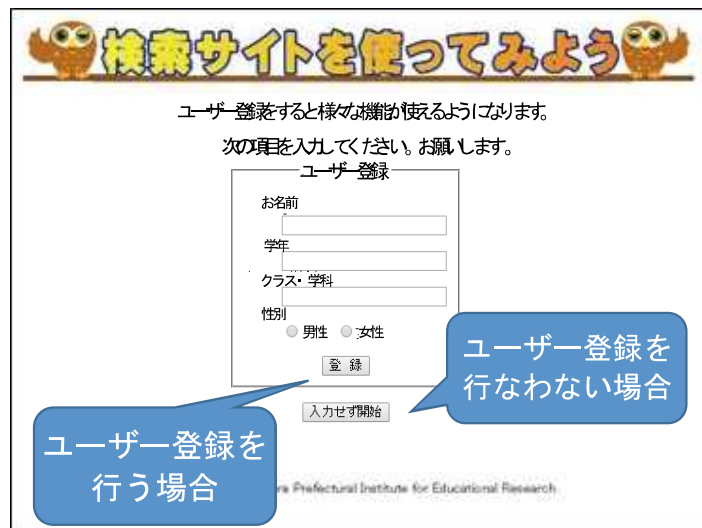 検索サイトを使ってみよう
ユーザー登録をすると様々な機能が使えるようになります。
次の項目を入力してください。お願いします。
ユーザー登録
お名前
学年
クラス・学科
性別
男性 女性
登 録
入力せず開始
ユーザー登録を
行なわない場合
ユーザー登録を
行う場合
Prefectural Institute for Educational Research